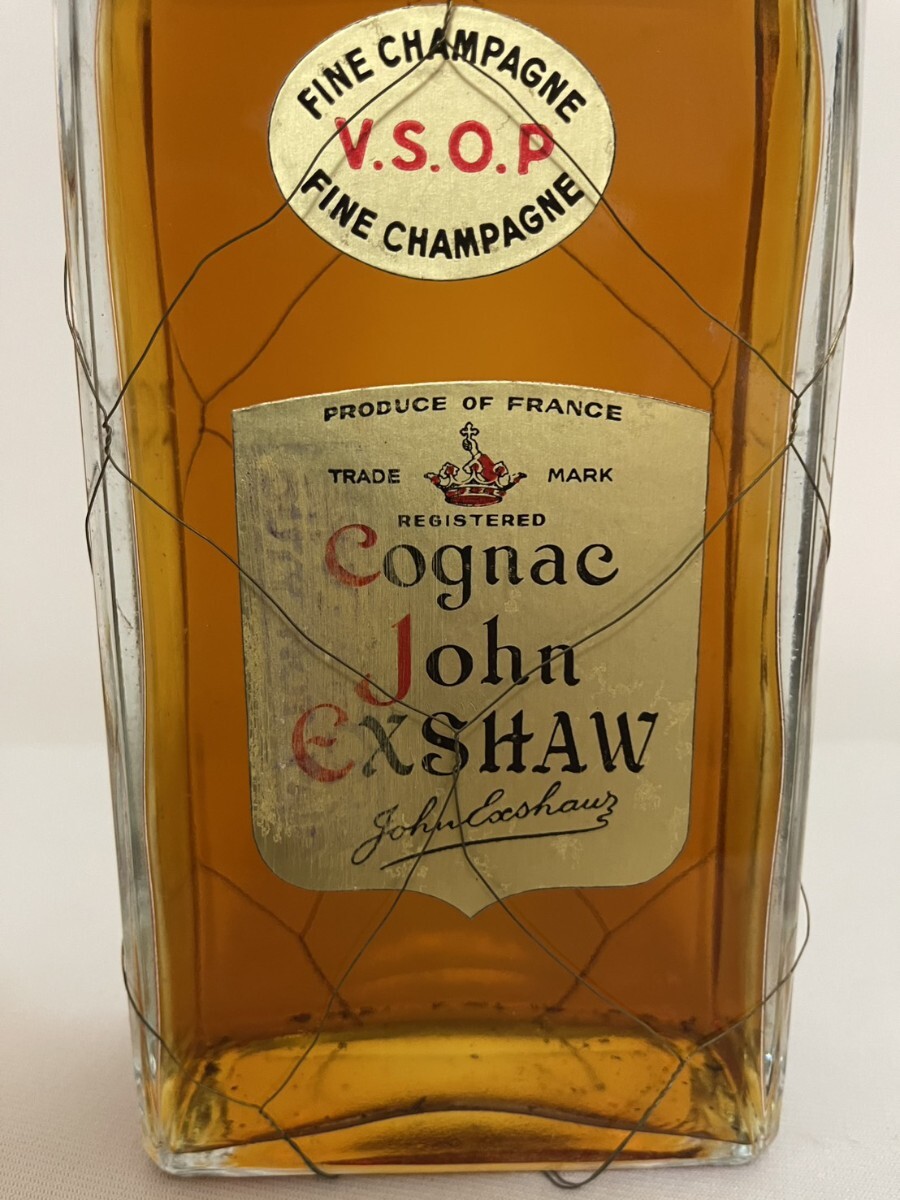 FINE CHAMPAGNE
V.S.O.P
FINE CHAMPAGNE
PRODUCE OF FRANCE
TRADE MARK
REGISTERED
Cognac
John
EXSHAW
John Exshaw